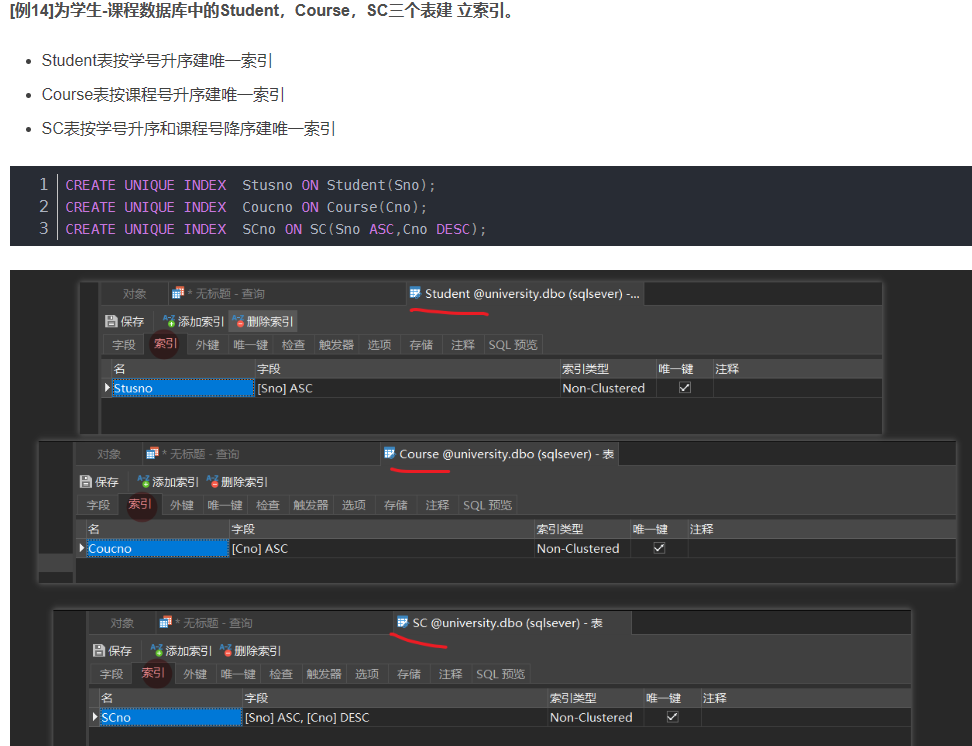 [例14]为学生-课程数据库中的Student，Course，SC三个表建 立索引。
• Student表按学号升序建唯一索引
• Course表按课程号升序建唯一索引
• SC表按学号升序和课程号降序建唯一索引
1 CREATE UNIQUE INDEX  Stusno ON Student(Sno);
2 CREATE UNIQUE INDEX  Coucno ON Course(Cno);
3 CREATE UNIQUE INDEX  SCno ON SC(Sno ASC,Cno DESC);
对象 * 无标题 - 查询 Student @university.dbo (sqlsever) -...
保存 添加索引 删除索引
字段 索引 外键 唯一键 检查 触发器 选项 存储 注释 SQL 预览
名 字段 索引类型 唯一键 注释
Stusno [Sno] ASC Non-Clustered
对象 * 无标题 - 查询 Course @university.dbo (sqlsever) - 表
保存 添加索引 删除索引
字段 索引 外键 唯一键 检查 触发器 选项 存储 注释 SQL 预览
名 字段 索引类型 唯一键 注释
Coucno [Cno] ASC Non-Clustered
对象 * 无标题 - 查询 SC @university.dbo (sqlsever) - 表
保存 添加索引 删除索引
字段 索引 外键 唯一键 检查 触发器 选项 存储 注释 SQL 预览
名 字段 索引类型 唯一键 注释
SCno [Sno] ASC, [Cno] DESC Non-Clustered